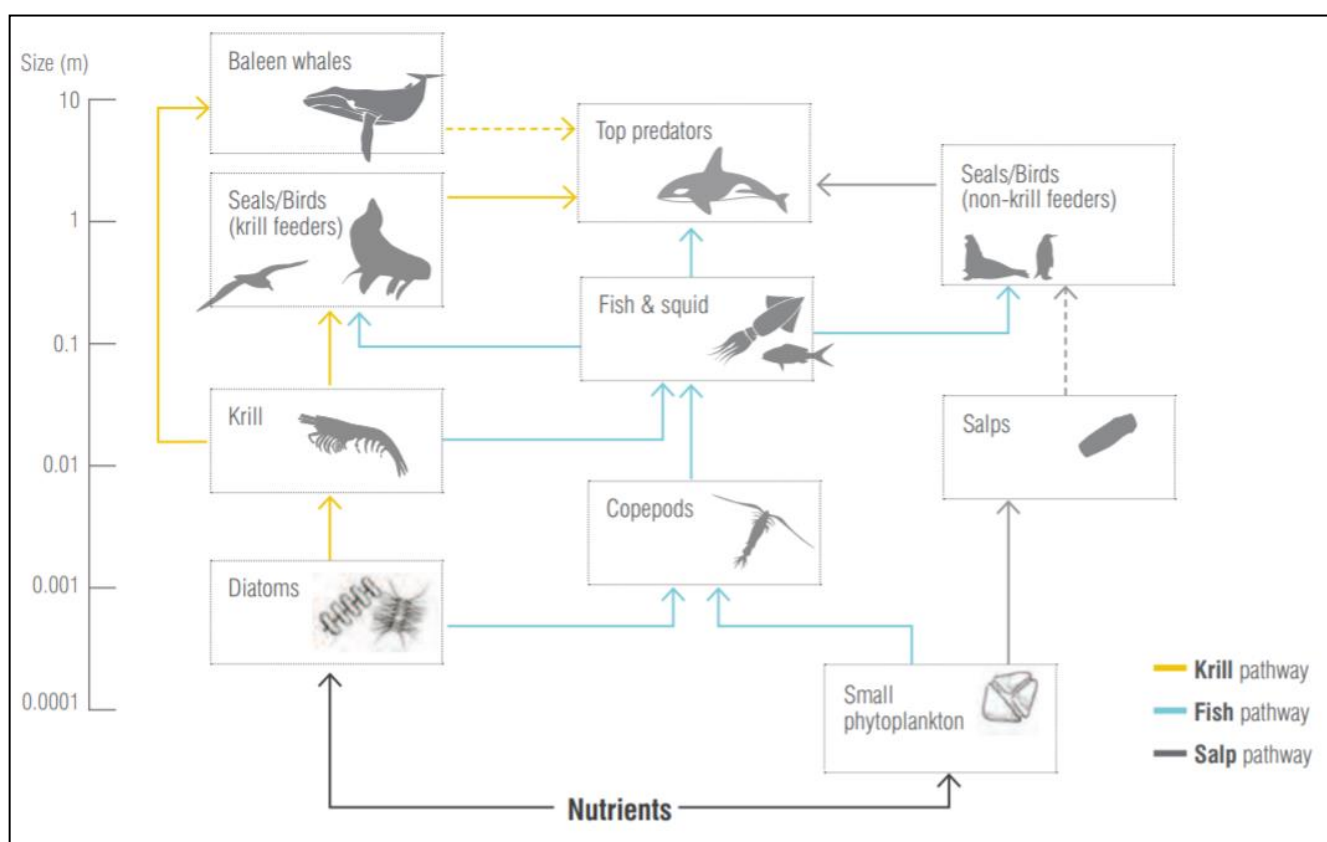 Size (m)
10
1
0.1
0.01
0.001
0.0001
Baleen whales
Top predators
Seals/Birds
(krill feeders)
Seals/Birds
(non-krill feeders)
Fish & squid
Krill
Salps
Copepods
Diatoms
Small
phytoplankton
Nutrients
Krill pathway
Fish pathway
Salp pathway